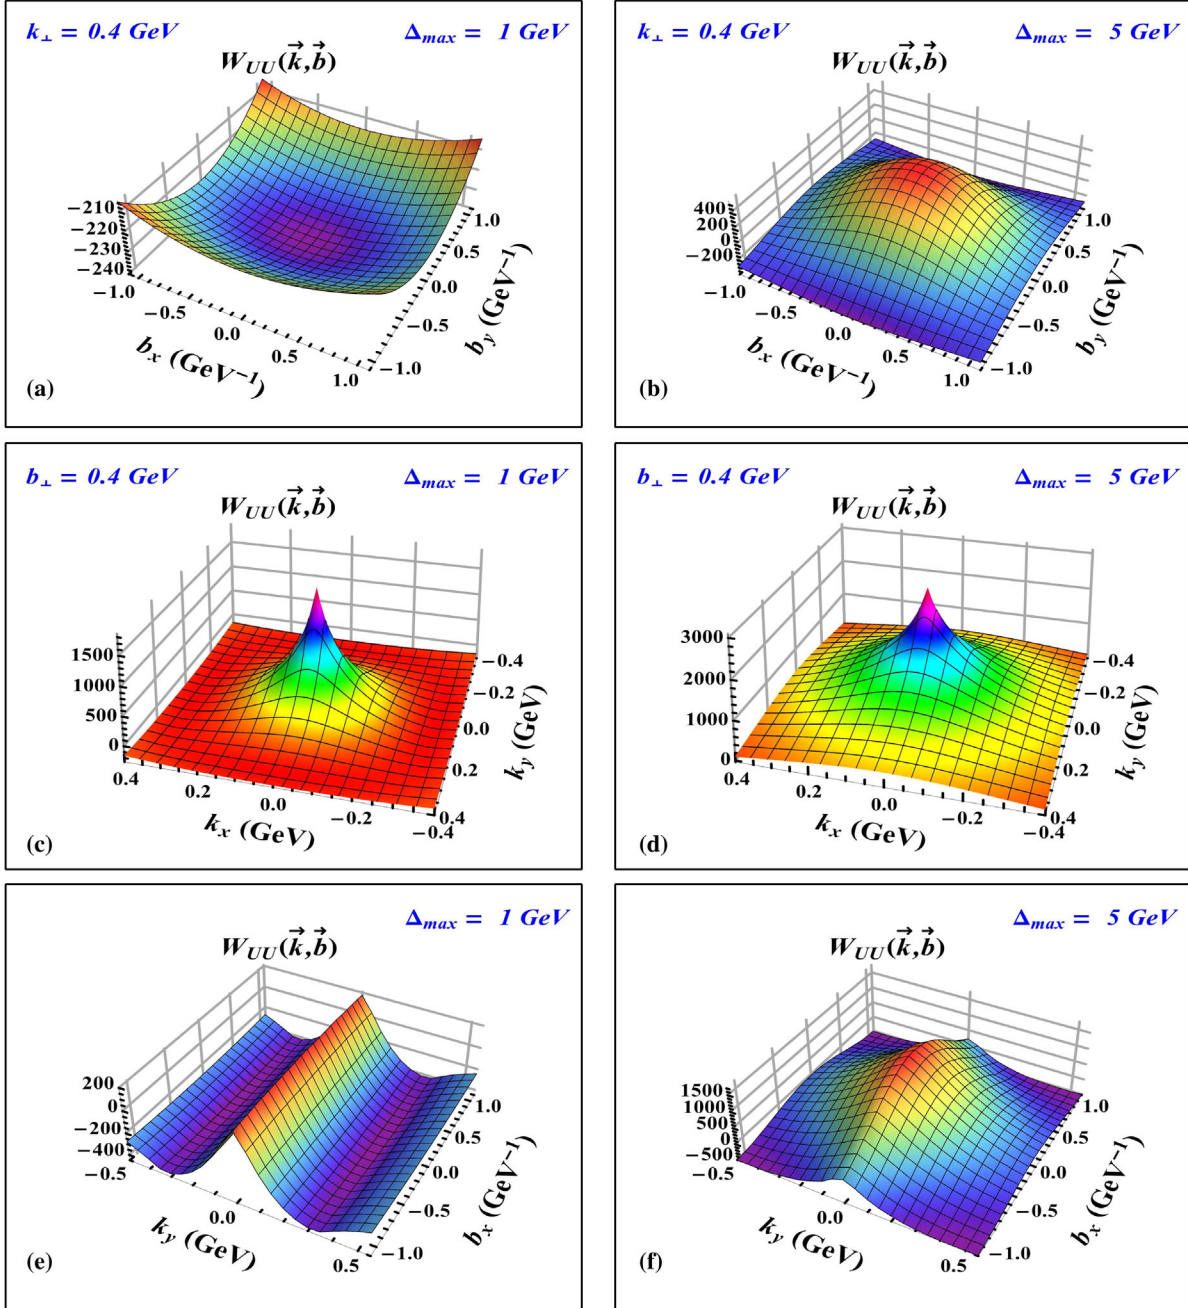 k⊥ = 0.4 GeV Δmax = 1 GeV
WUU(k⃗,b⃗)
−210
−220
−230
−240
−1.0
−0.5
0.0
0.5
1.0
bx (GeV−1)
1.0
0.5
0.0
−0.5
−1.0
by (GeV−1)
(a)
k⊥ = 0.4 GeV Δmax = 5 GeV
WUU(k⃗,b⃗)
400
200
0
−200
−1.0
−0.5
0.0
0.5
1.0
bx (GeV−1)
1.0
0.5
0.0
−0.5
−1.0
by (GeV−1)
(b)
b⊥ = 0.4 GeV Δmax = 1 GeV
WUU(k⃗,b⃗)
1500
1000
500
0
0.4
0.2
0.0
−0.2
−0.4
kx (GeV)
−0.4
−0.2
0.0
0.2
0.4
ky (GeV)
(c)
b⊥ = 0.4 GeV Δmax = 5 GeV
WUU(k⃗,b⃗)
3000
2000
1000
0
0.4
0.2
0.0
−0.2
−0.4
kx (GeV)
−0.4
−0.2
0.0
0.2
0.4
ky (GeV)
(d)
Δmax = 1 GeV
WUU(k⃗,b⃗)
200
0
−200
−400
−0.5
0.0
0.5
ky (GeV)
1.0
0.5
0.0
−0.5
−1.0
bx (GeV−1)
(e)
Δmax = 5 GeV
WUU(k⃗,b⃗)
1500
1000
500
0
−500
−0.5
0.0
0.5
ky (GeV)
1.0
0.5
0.0
−0.5
−1.0
bx (GeV−1)
(f)